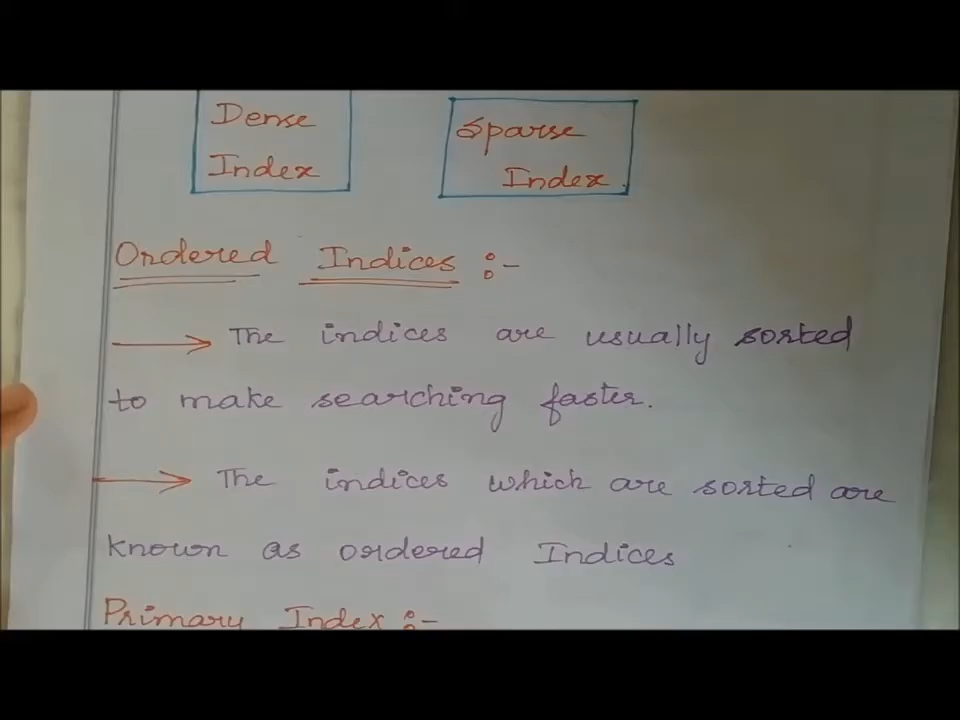 Dense
Index
Sparse
Index.
Ordered Indices :-
The indices are usually sorted
to make searching faster.
The indices which are sorted are
known as ordered Indices
Primary Index :-